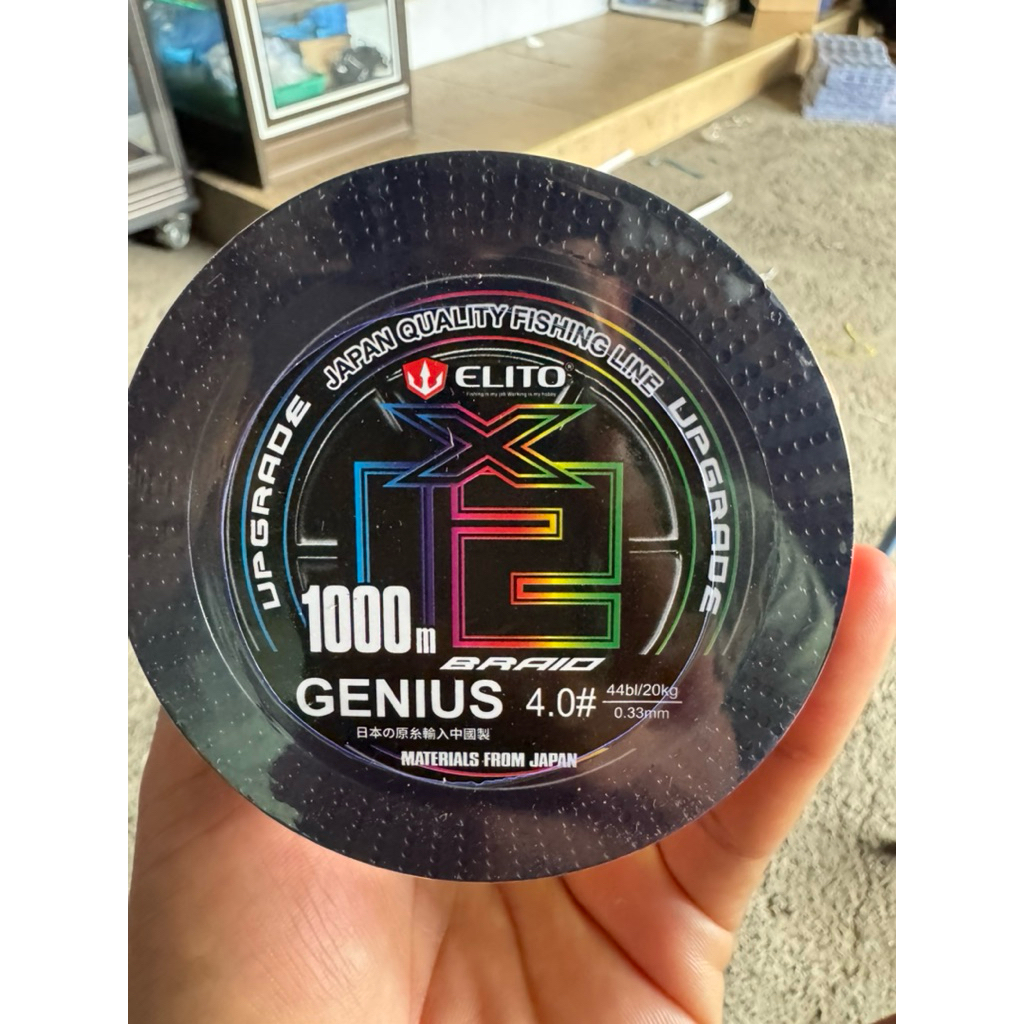 JAPAN QUALITY FISHING LINE
UPGRADE
UPGRADE
ELITO
Fishing is my job Working is my hobby
X
12
1000m
BRAID
GENIUS 4.0# 44bl/20kg
0.33mm
日本の原糸輸入中國製
MATERIALS FROM JAPAN